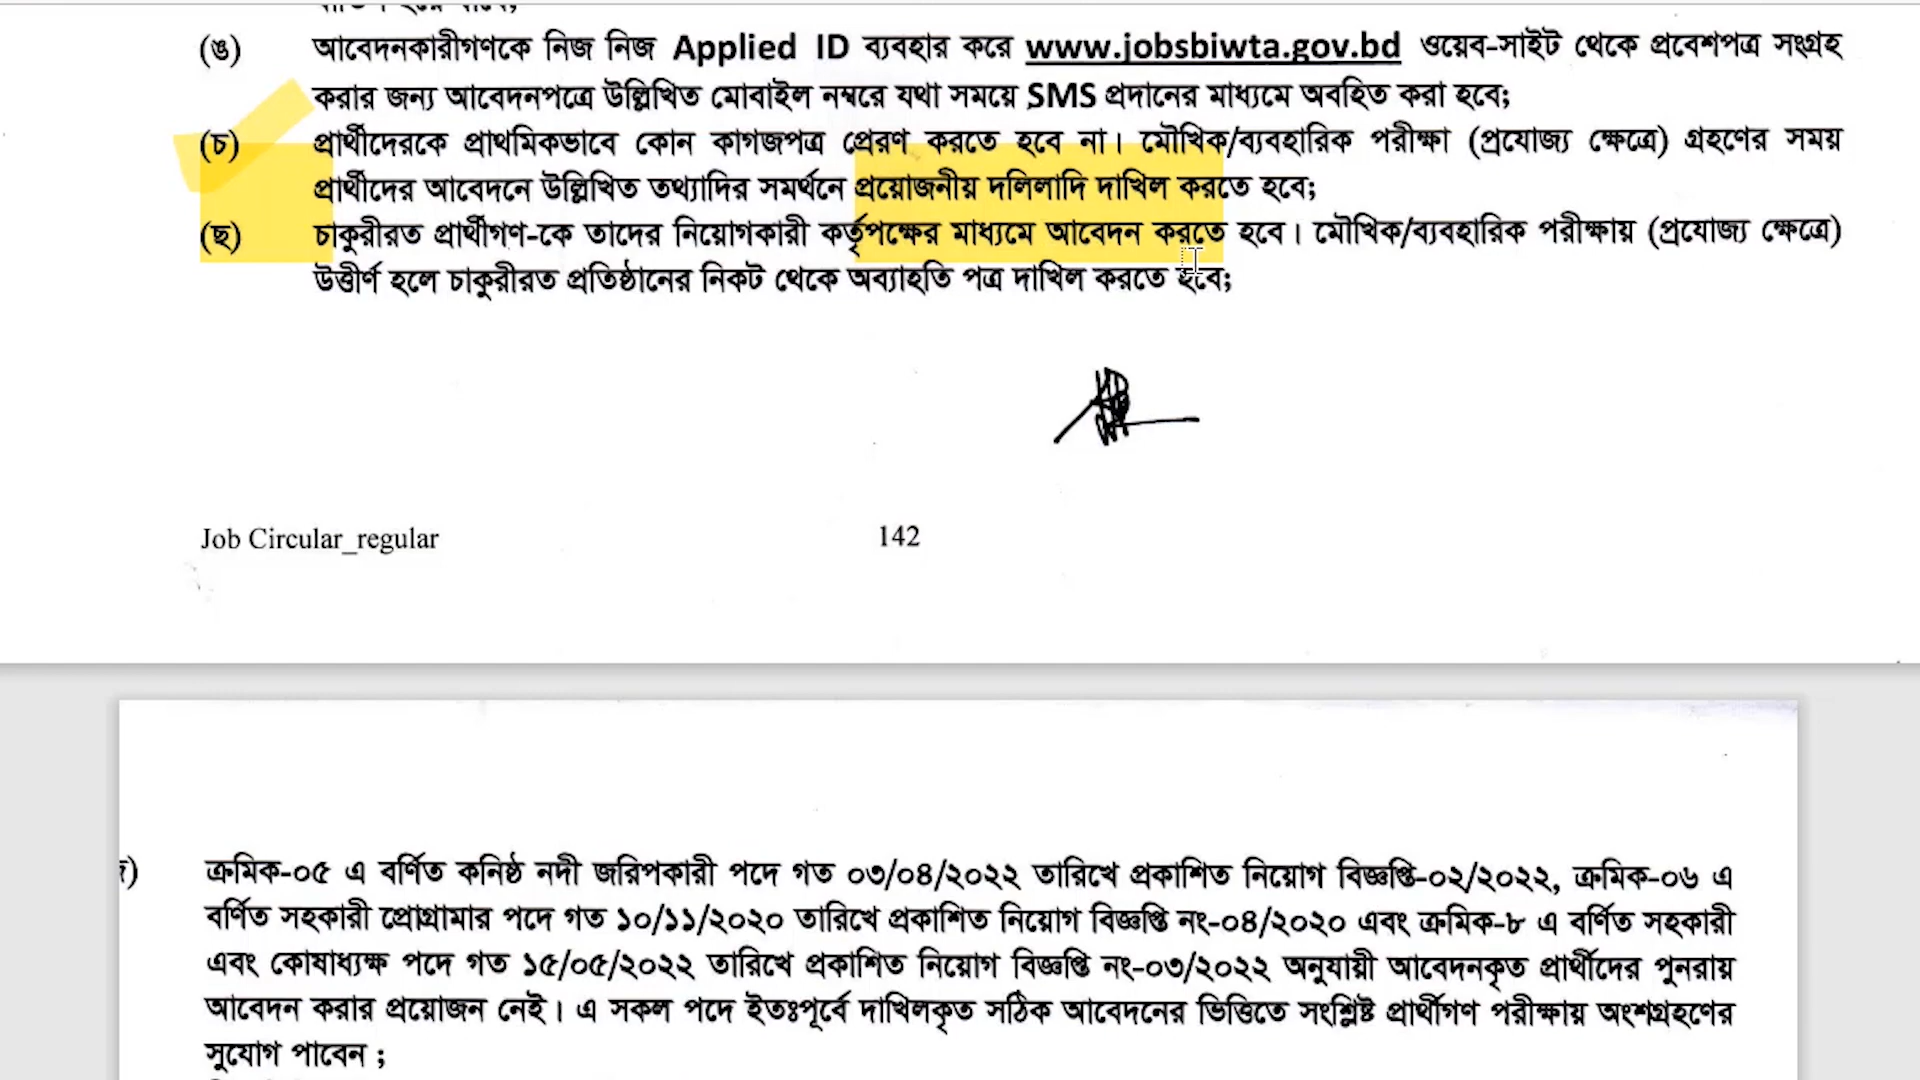 (ঙ) আবেদনকারীগণকে নিজ নিজ Applied ID ব্যবহার করে www.jobsbiwta.gov.bd ওয়েব-সাইট থেকে প্রবেশপত্র সংগ্রহ
করার জন্য আবেদনপত্রে উল্লিখিত মোবাইল নম্বরে যথা সময়ে SMS প্রদানের মাধ্যমে অবহিত করা হবে;
(চ) প্রার্থীদেরকে প্রাথমিকভাবে কোন কাগজপত্র প্রেরণ করতে হবে না। মৌখিক/ব্যবহারিক পরীক্ষা (প্রযোজ্য ক্ষেত্রে) গ্রহণের সময়
প্রার্থীদের আবেদনে উল্লিখিত তথ্যাদির সমর্থনে প্রয়োজনীয় দলিলাদি দাখিল করতে হবে;
(ছ) চাকুরীরত প্রার্থীগণ-কে তাদের নিয়োগকারী কর্তৃপক্ষের মাধ্যমে আবেদন করতে হবে। মৌখিক/ব্যবহারিক পরীক্ষায় (প্রযোজ্য ক্ষেত্রে)
উত্তীর্ণ হলে চাকুরীরত প্রতিষ্ঠানের নিকট থেকে অব্যাহতি পত্র দাখিল করতে হবে;
Job Circular_regular 142
ক্রমিক-০৫ এ বর্ণিত কনিষ্ঠ নদী জরিপকারী পদে গত ০৩/০৪/২০২২ তারিখে প্রকাশিত নিয়োগ বিজ্ঞপ্তি-০২/২০২২, ক্রমিক-০৬ এ
বর্ণিত সহকারী প্রোগ্রামার পদে গত ১০/১১/২০২০ তারিখে প্রকাশিত নিয়োগ বিজ্ঞপ্তি নং-০৪/২০২০ এবং ক্রমিক-৮ এ বর্ণিত সহকারী
এবং কোষাধ্যক্ষ পদে গত ১৫/০৫/২০২২ তারিখে প্রকাশিত নিয়োগ বিজ্ঞপ্তি নং-০৩/২০২২ অনুযায়ী আবেদনকৃত প্রার্থীদের পুনরায়
আবেদন করার প্রয়োজন নেই। এ সকল পদে ইতঃপূর্বে দাখিলকৃত সঠিক আবেদনের ভিত্তিতে সংশ্লিষ্ট প্রার্থীগণ পরীক্ষায় অংশগ্রহণের
সুযোগ পাবেন ;